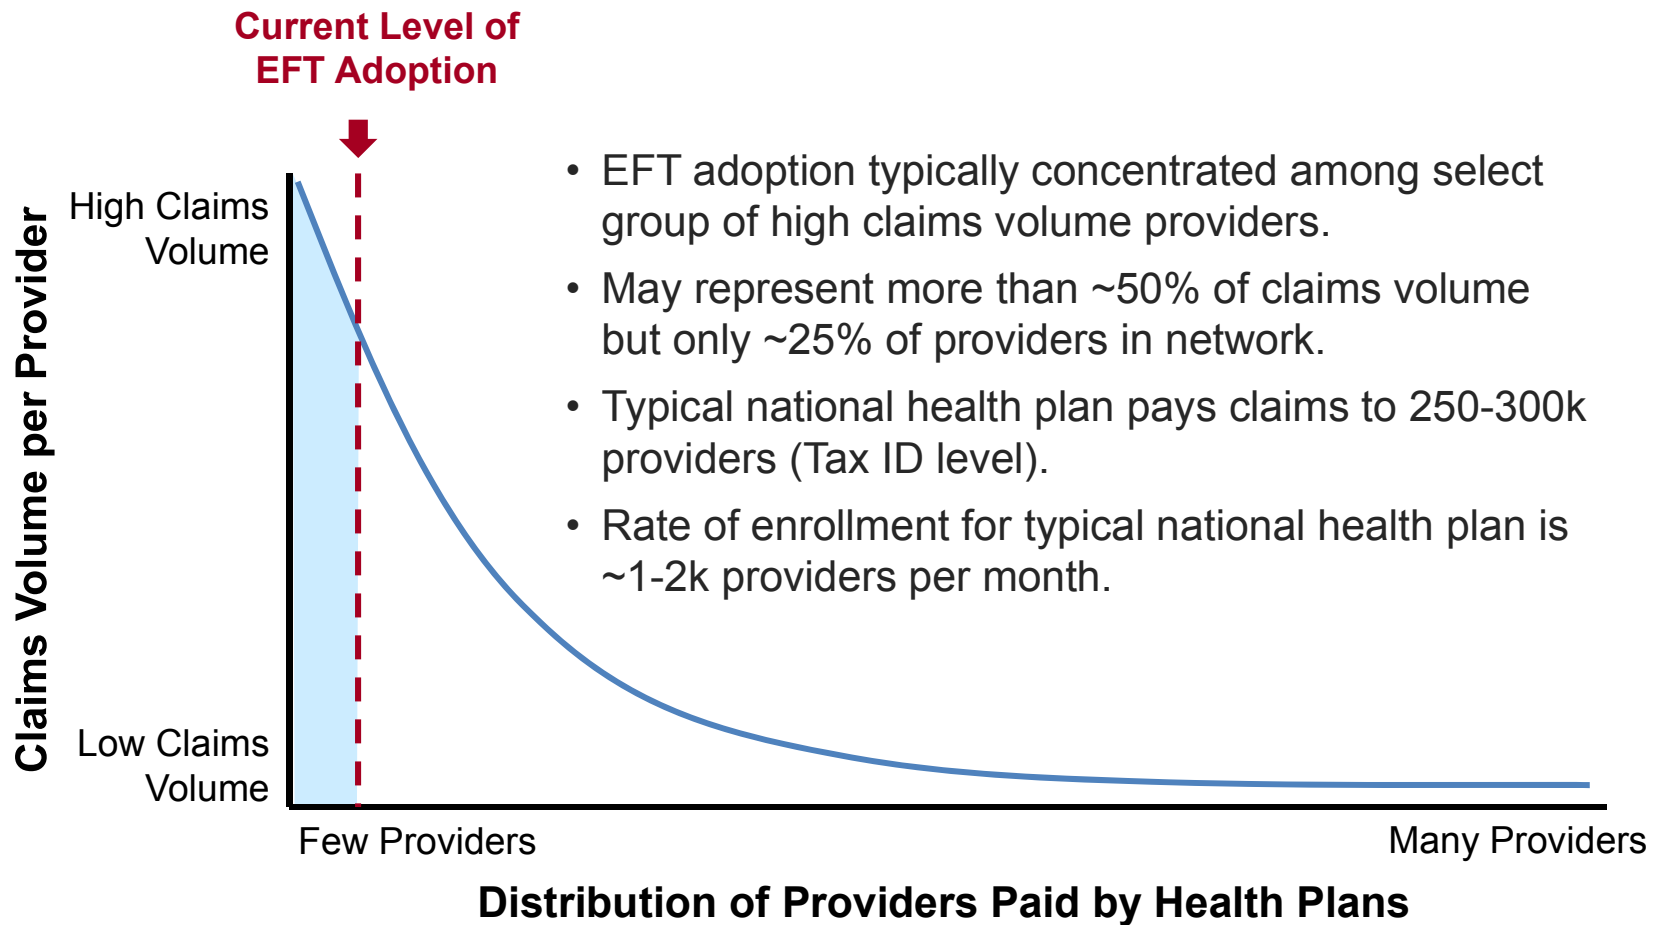 Current Level of
EFT Adoption
• EFT adoption typically concentrated among select
group of high claims volume providers.
• May represent more than ~50% of claims volume
but only ~25% of providers in network.
• Typical national health plan pays claims to 250-300k
providers (Tax ID level).
• Rate of enrollment for typical national health plan is
~1-2k providers per month.
Claims Volume per Provider
High Claims
Volume
Low Claims
Volume
Few Providers
Many Providers
Distribution of Providers Paid by Health Plans